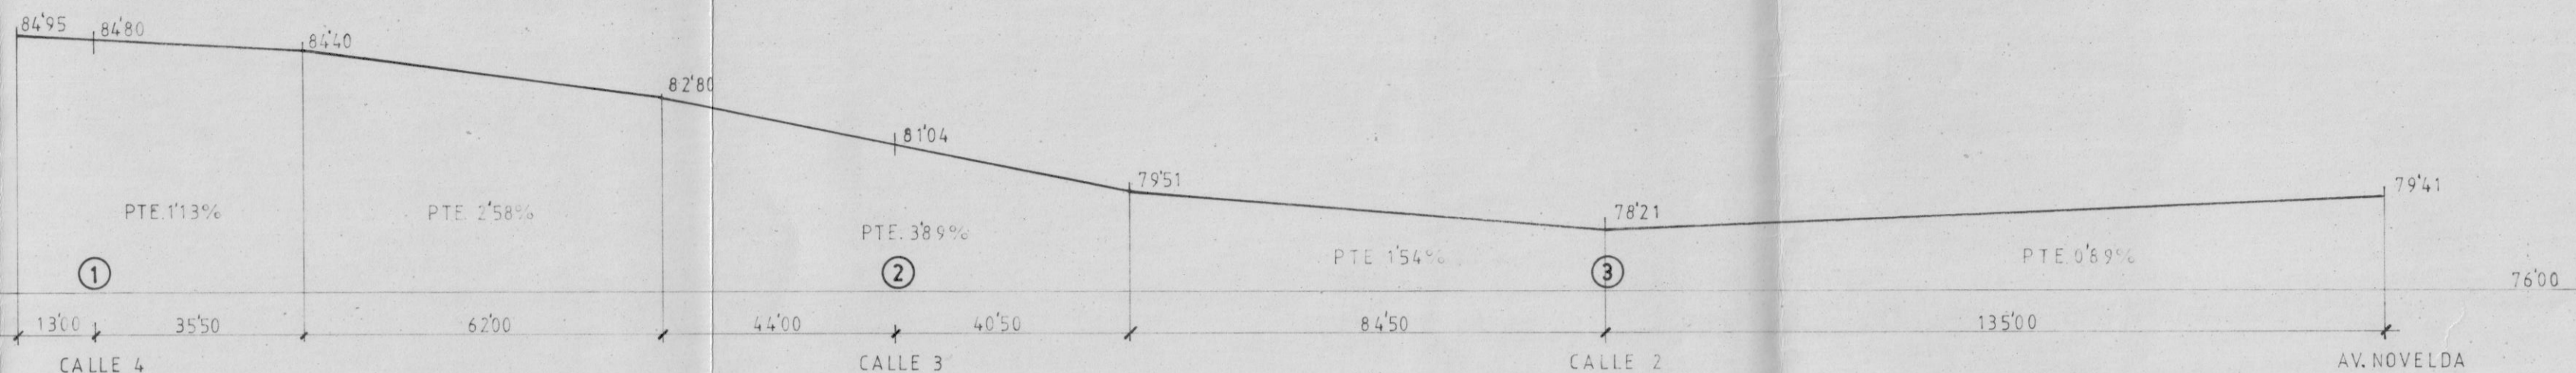 84'95
84'80
84'40
82'80
81'04
79'51
78'21
79'41
PTE.1'13%
PTE. 2'58%
PTE. 3'89%
PTE 1'54%
PTE.0'89%
1
2
3
76'00
13'00
35'50
62'00
44'00
40'50
84'50
135'00
CALLE 4
CALLE 3
CALLE 2
AV. NOVELDA